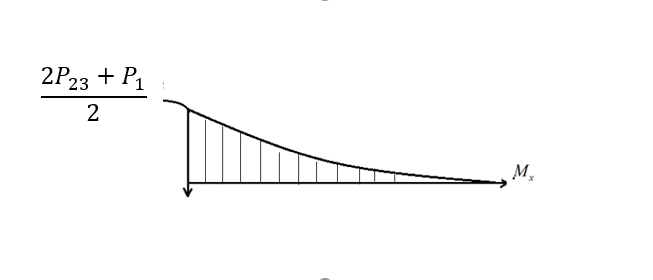 (2P₂₃ + P₁)/2
Mₓ